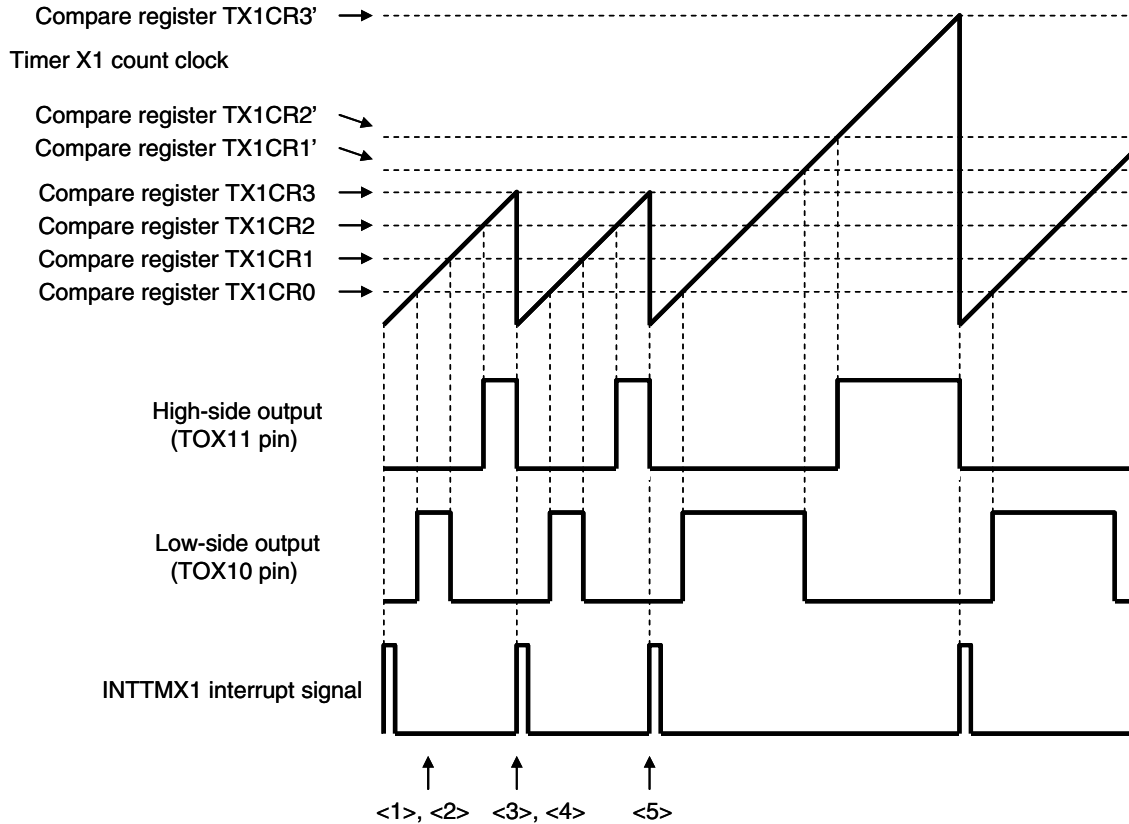 Compare register TX1CR3’
Timer X1 count clock
Compare register TX1CR2’
Compare register TX1CR1’
Compare register TX1CR3
Compare register TX1CR2
Compare register TX1CR1
Compare register TX1CR0
High-side output
(TOX11 pin)
Low-side output
(TOX10 pin)
INTTMX1 interrupt signal
<1>, <2> <3>, <4> <5>